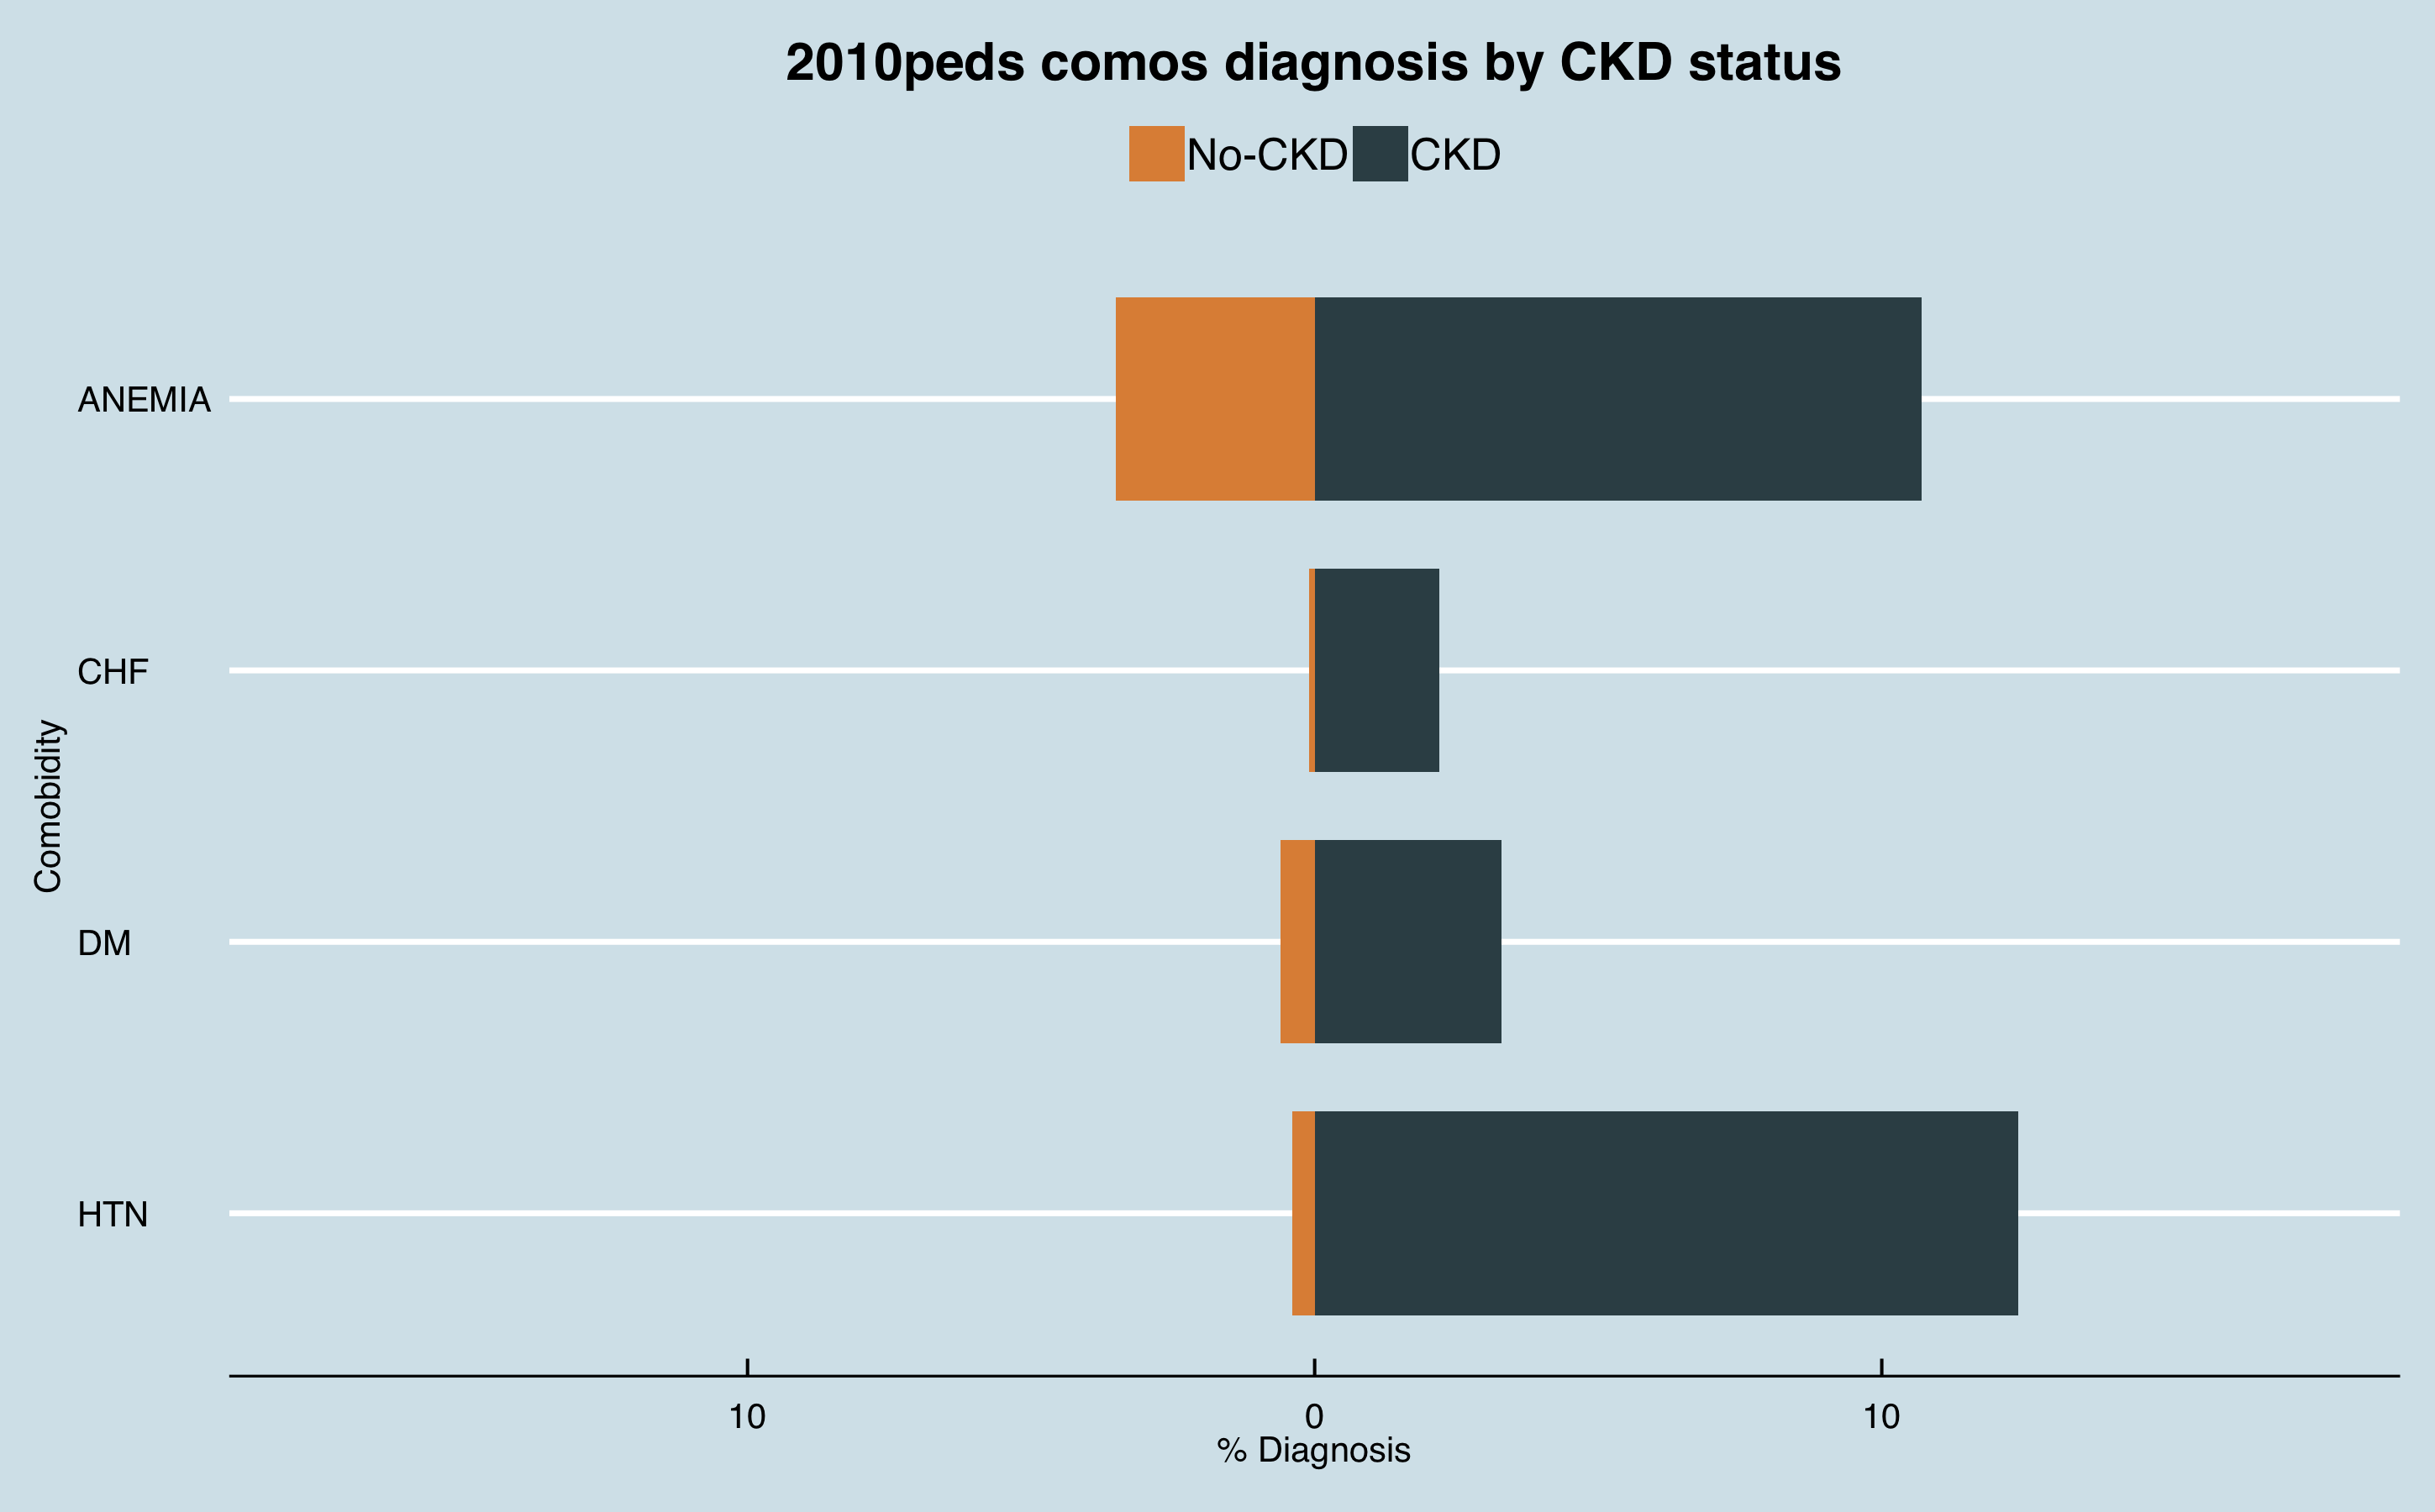 2010peds comos diagnosis by CKD status
No-CKD CKD
ANEMIA
CHF
DM
HTN
Comobidity
10 0 10
% Diagnosis